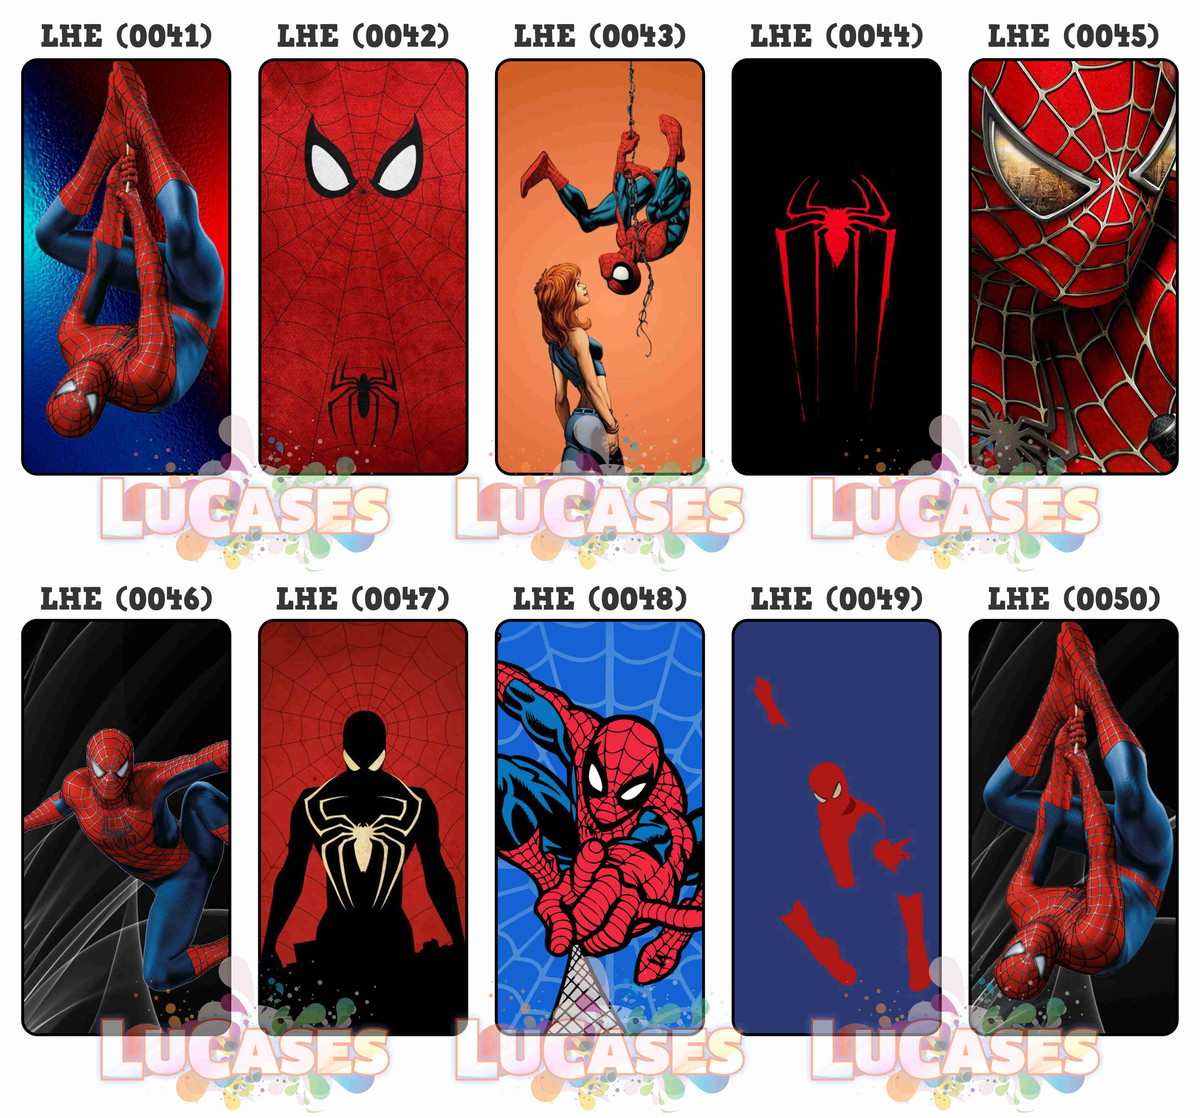 LHE (0041) LHE (0042) LHE (0043) LHE (0044) LHE (0045)
LUCASES LUCASES LUCASES
LHE (0046) LHE (0047) LHE (0048) LHE (0049) LHE (0050)
LUCASES LUCASES LUCASES